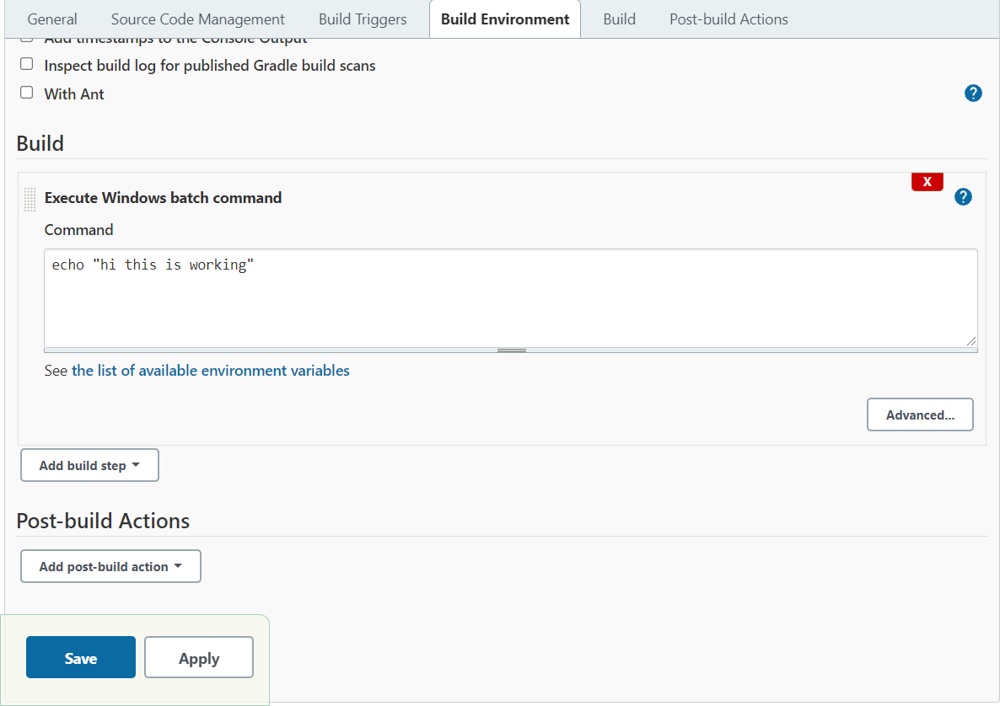 General Source Code Management Build Triggers Build Environment Build Post-build Actions
Add timestamps to the Console Output
Inspect build log for published Gradle build scans
With Ant
?
Build
X
Execute Windows batch command
?
Command
echo "hi this is working"
See the list of available environment variables
Advanced...
Add build step
Post-build Actions
Add post-build action
Save Apply